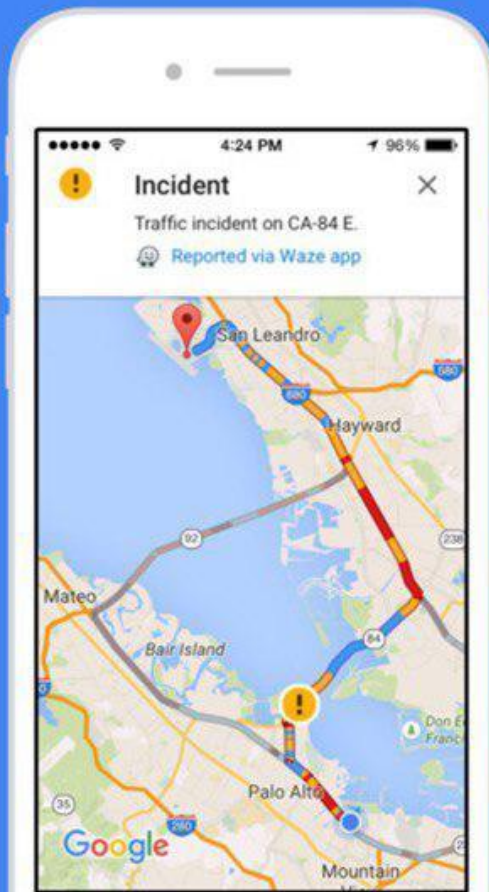 4:24 PM
96%
Incident
Traffic incident on CA-84 E.
Reported via Waze app
San Leandro
580
880
Hayward
92
238
Mateo
Bair Island
84
Palo Alto
35
280
Google
Mountain